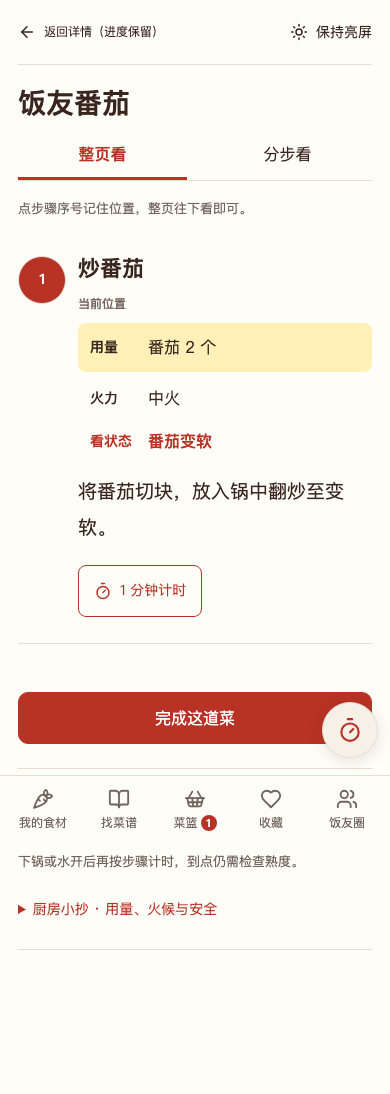 返回详情（进度保留）
保持亮屏
饭友番茄
整页看
分步看
点步骤序号记住位置，整页往下看即可。
1
炒番茄
当前位置
用量 番茄 2 个
火力 中火
看状态 番茄变软
将番茄切块，放入锅中翻炒至变
软。
1 分钟计时
完成这道菜
我的食材
找菜谱
菜篮 1
收藏
饭友圈
下锅或水开后再按步骤计时，到点仍需检查熟度。
厨房小抄 · 用量、火候与安全